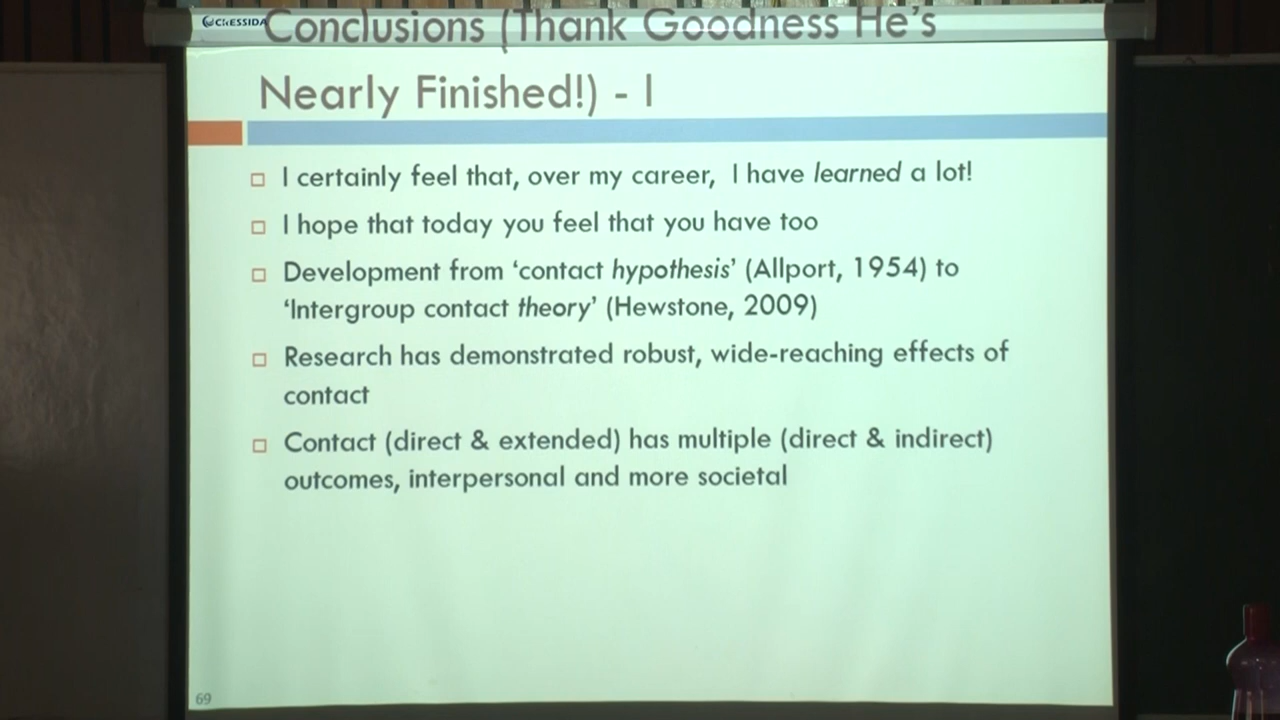 CRESSIDA
Conclusions (Thank Goodness He's
Nearly Finished!) - I
I certainly feel that, over my career, I have learned a lot!
I hope that today you feel that you have too
Development from ‘contact hypothesis’ (Allport, 1954) to
‘Intergroup contact theory’ (Hewstone, 2009)
Research has demonstrated robust, wide-reaching effects of
contact
Contact (direct & extended) has multiple (direct & indirect)
outcomes, interpersonal and more societal
69